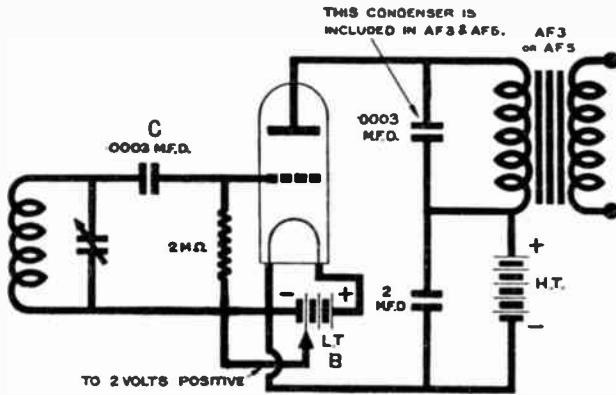 THIS CONDENSER IS
INCLUDED IN AF3 & AF5.
AF3
OR AF5
C
.0003 M.F.D.
.0003
M.F.D.
2 MΩ
- +
+
2
M.F.D
H.T.
-
L.T
B
TO 2 VOLTS POSITIVE